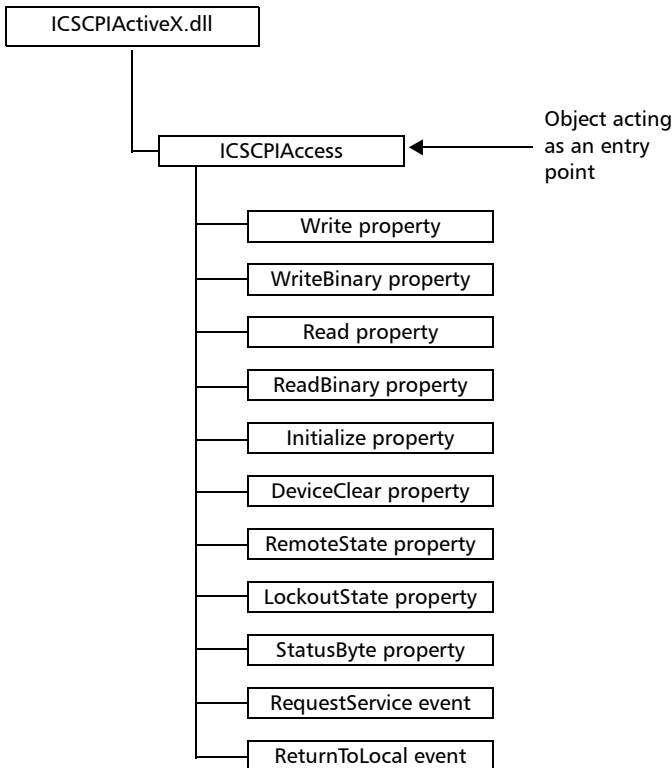 ICSCPIActiveX.dll
Object acting
as an entry
point
ICSCPIAccess
Write property
WriteBinary property
Read property
ReadBinary property
Initialize property
DeviceClear property
RemoteState property
LockoutState property
StatusByte property
RequestService event
ReturnToLocal event